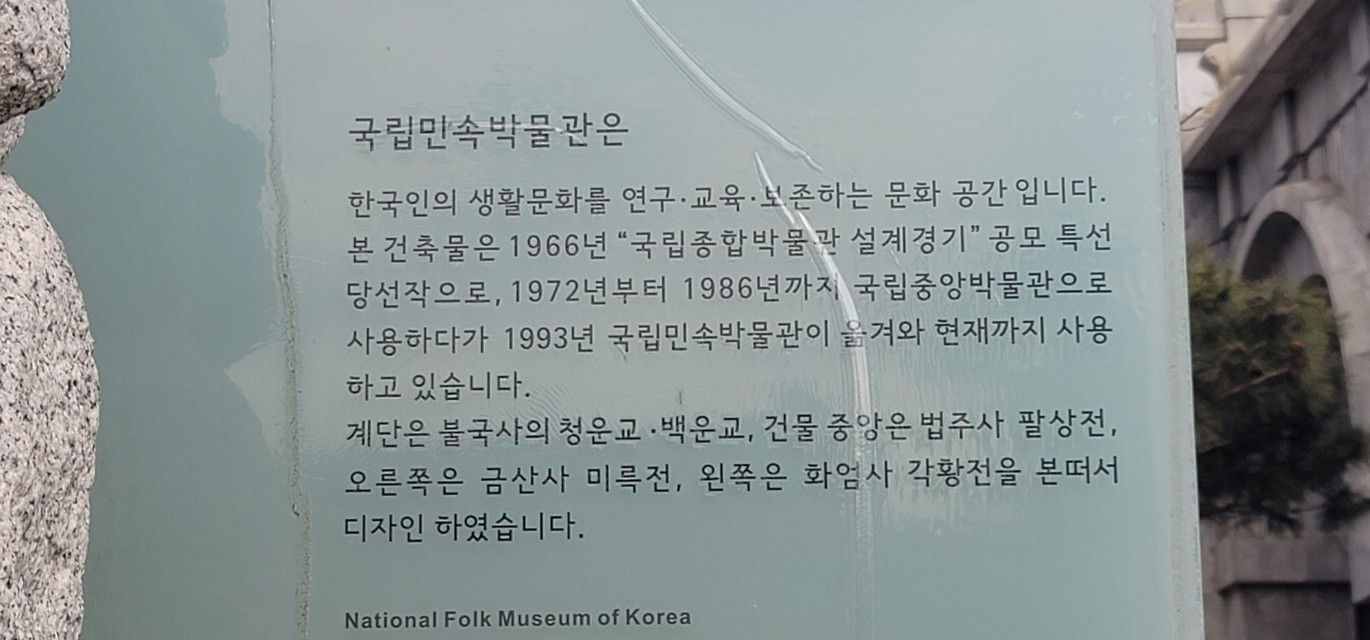 국립민속박물관은
한국인의 생활문화를 연구·교육·보존하는 문화 공간 입니다.
본 건축물은 1966년 “국립종합박물관 설계경기” 공모 특선
당선작으로, 1972년부터 1986년까지 국립중앙박물관으로
사용하다가 1993년 국립민속박물관이 옮겨와 현재까지 사용
하고 있습니다.
계단은 불국사의 청운교·백운교, 건물 중앙은 법주사 팔상전,
오른쪽은 금산사 미륵전, 왼쪽은 화엄사 각황전을 본떠서
디자인 하였습니다.
National Folk Museum of Korea